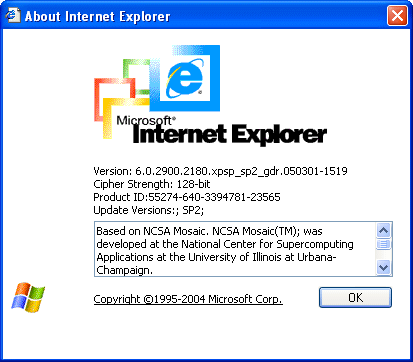 About Internet Explorer
Microsoft®
Internet Explorer
Version: 6.0.2900.2180.xpsp_sp2_gdr.050301-1519
Cipher Strength: 128-bit
Product ID:55274-640-3394781-23565
Update Versions:; SP2;
Based on NCSA Mosaic. NCSA Mosaic(TM); was
developed at the National Center for Supercomputing
Applications at the University of Illinois at Urbana-
Champaign.
Copyright ©1995-2004 Microsoft Corp.
OK